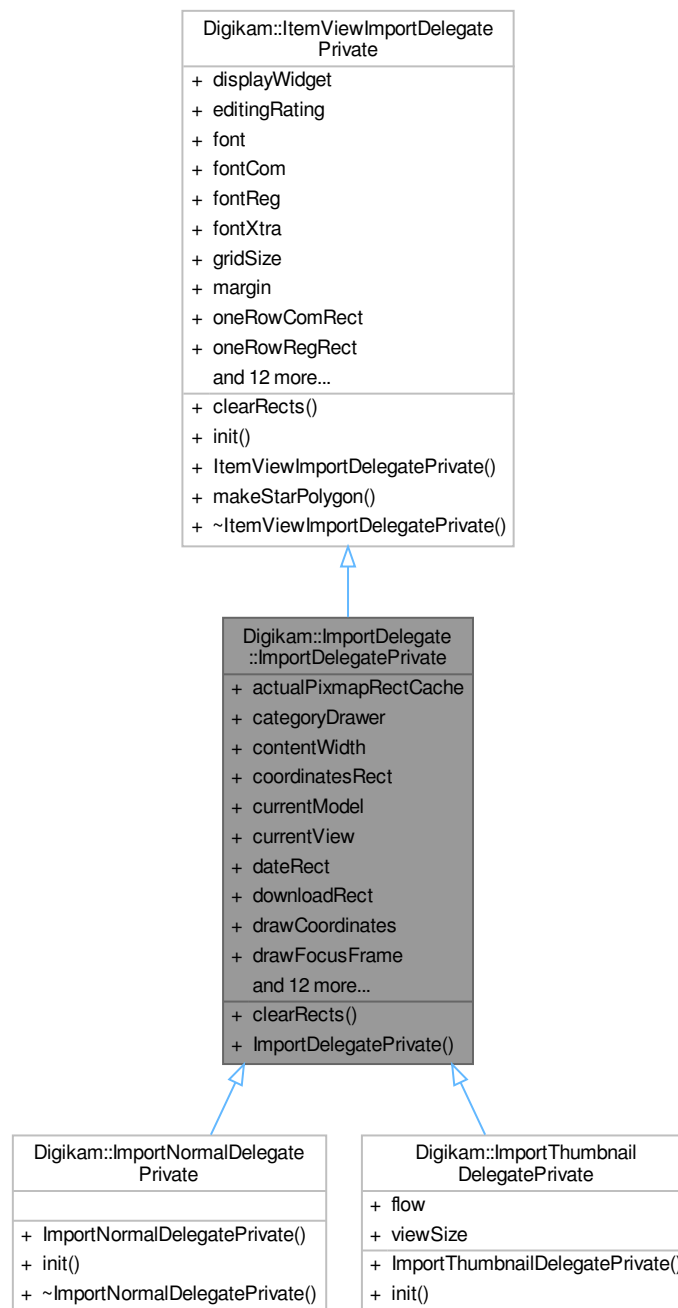 Digikam::ItemViewImportDelegate
Private
+ displayWidget
+ editingRating
+ font
+ fontCom
+ fontReg
+ fontXtra
+ gridSize
+ margin
+ oneRowComRect
+ oneRowRegRect
and 12 more...
+ clearRects()
+ init()
+ ItemViewImportDelegatePrivate()
+ makeStarPolygon()
+ ~ItemViewImportDelegatePrivate()
Digikam::ImportDelegate
::ImportDelegatePrivate
+ actualPixmapRectCache
+ categoryDrawer
+ contentWidth
+ coordinatesRect
+ currentModel
+ currentView
+ dateRect
+ downloadRect
+ drawCoordinates
+ drawFocusFrame
and 12 more...
+ clearRects()
+ ImportDelegatePrivate()
Digikam::ImportNormalDelegate
Private
+ ImportNormalDelegatePrivate()
+ init()
+ ~ImportNormalDelegatePrivate()
Digikam::ImportThumbnail
DelegatePrivate
+ flow
+ viewSize
+ ImportThumbnailDelegatePrivate()
+ init()